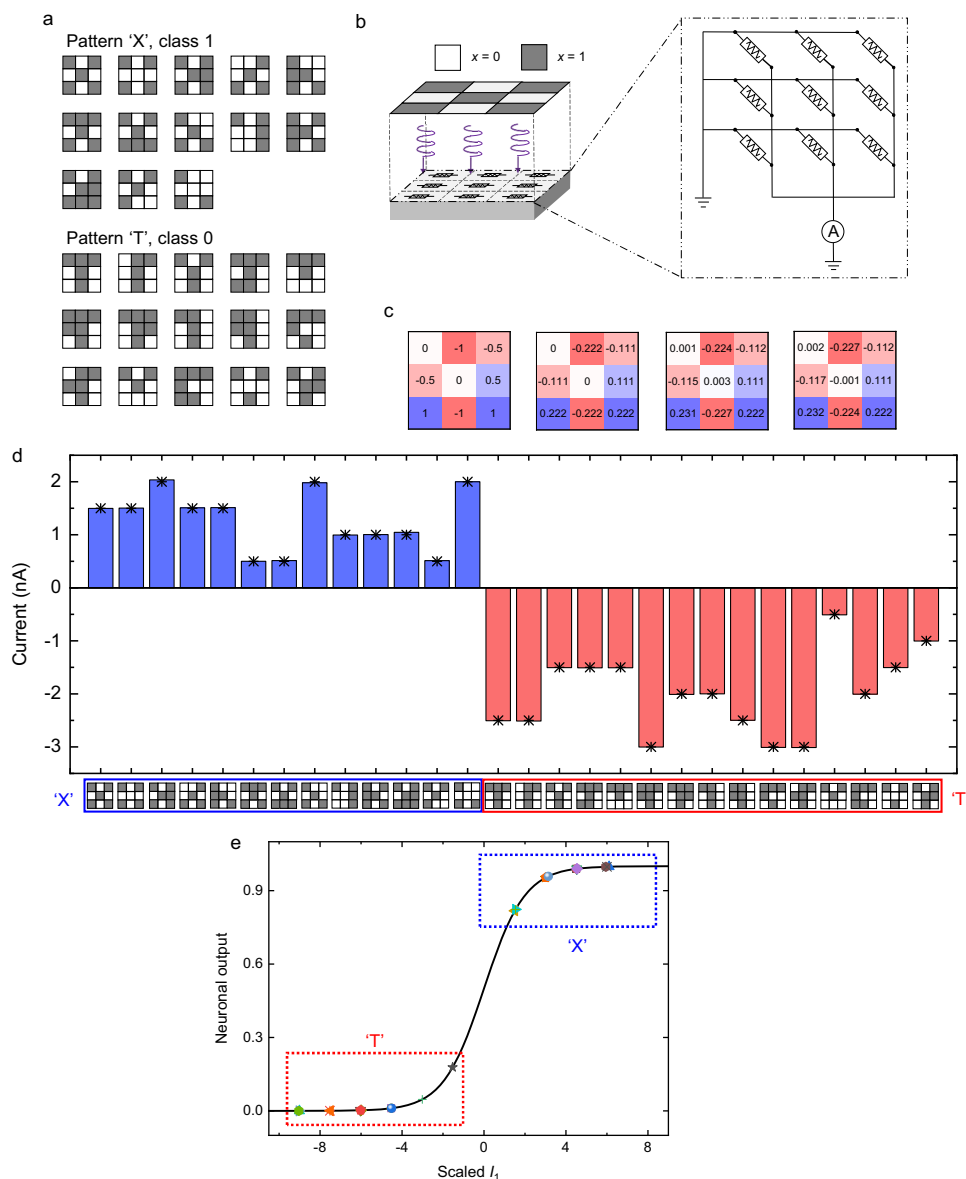 a
Pattern ‘X’, class 1
Pattern ‘T’, class 0
b
x = 0
x = 1
A
c
0 -1 -0.5
-0.5 0 0.5
1 -1 1
0 -0.222 -0.111
-0.111 0 0.111
0.222 -0.222 0.222
0.001 -0.224 -0.112
-0.115 0.003 0.111
0.231 -0.227 0.222
0.002 -0.227 -0.112
-0.117 -0.001 0.111
0.232 -0.224 0.222
d
Current (nA)
2
1
0
-1
-2
-3
‘X’
‘T
e
Neuronal output
0.9
0.6
0.3
0.0
‘X’
‘T’
-8 -4 0 4 8
Scaled I1